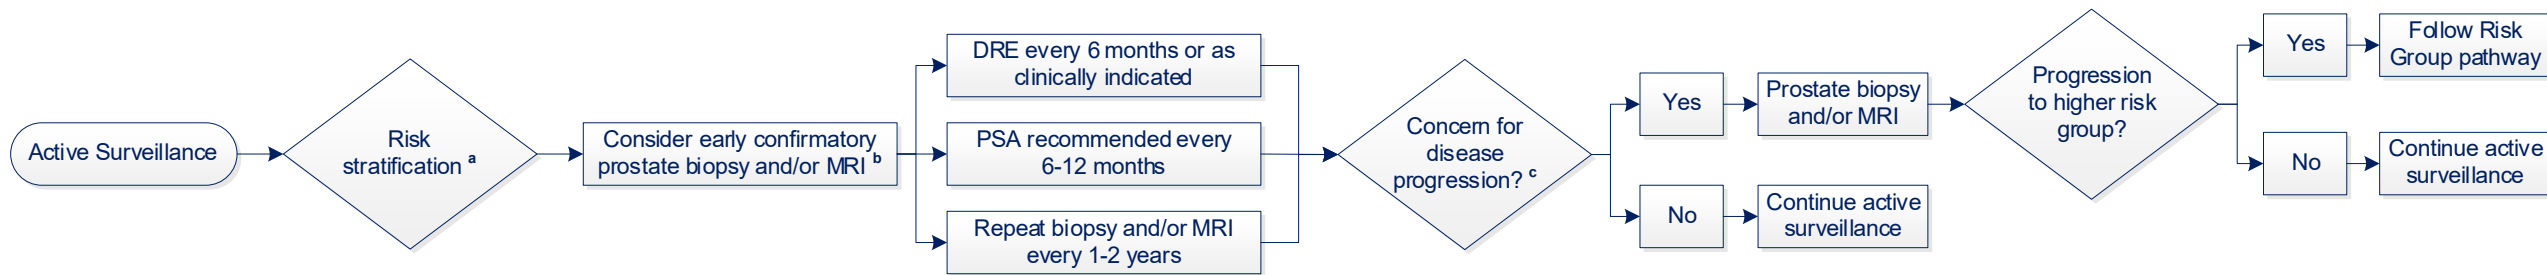 Active Surveillance
Risk
stratification a
Consider early confirmatory
prostate biopsy and/or MRI b
DRE every 6 months or as
clinically indicated
PSA recommended every
6-12 months
Repeat biopsy and/or MRI
every 1-2 years
Concern for
disease
progression? c
Yes
Prostate biopsy
and/or MRI
No
Continue active
surveillance
Progression
to higher risk
group?
Yes
Follow Risk
Group pathway
No
Continue active
surveillance